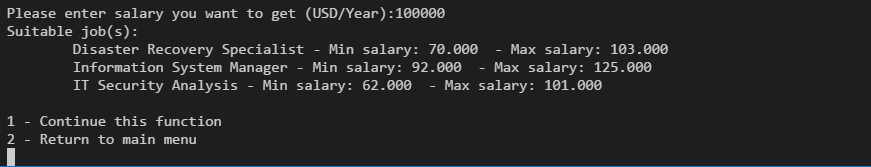 Please enter salary you want to get (USD/Year):100000
Suitable job(s):
Disaster Recovery Specialist - Min salary: 70.000 - Max salary: 103.000
Information System Manager - Min salary: 92.000 - Max salary: 125.000
IT Security Analysis - Min salary: 62.000 - Max salary: 101.000
1 - Continue this function
2 - Return to main menu